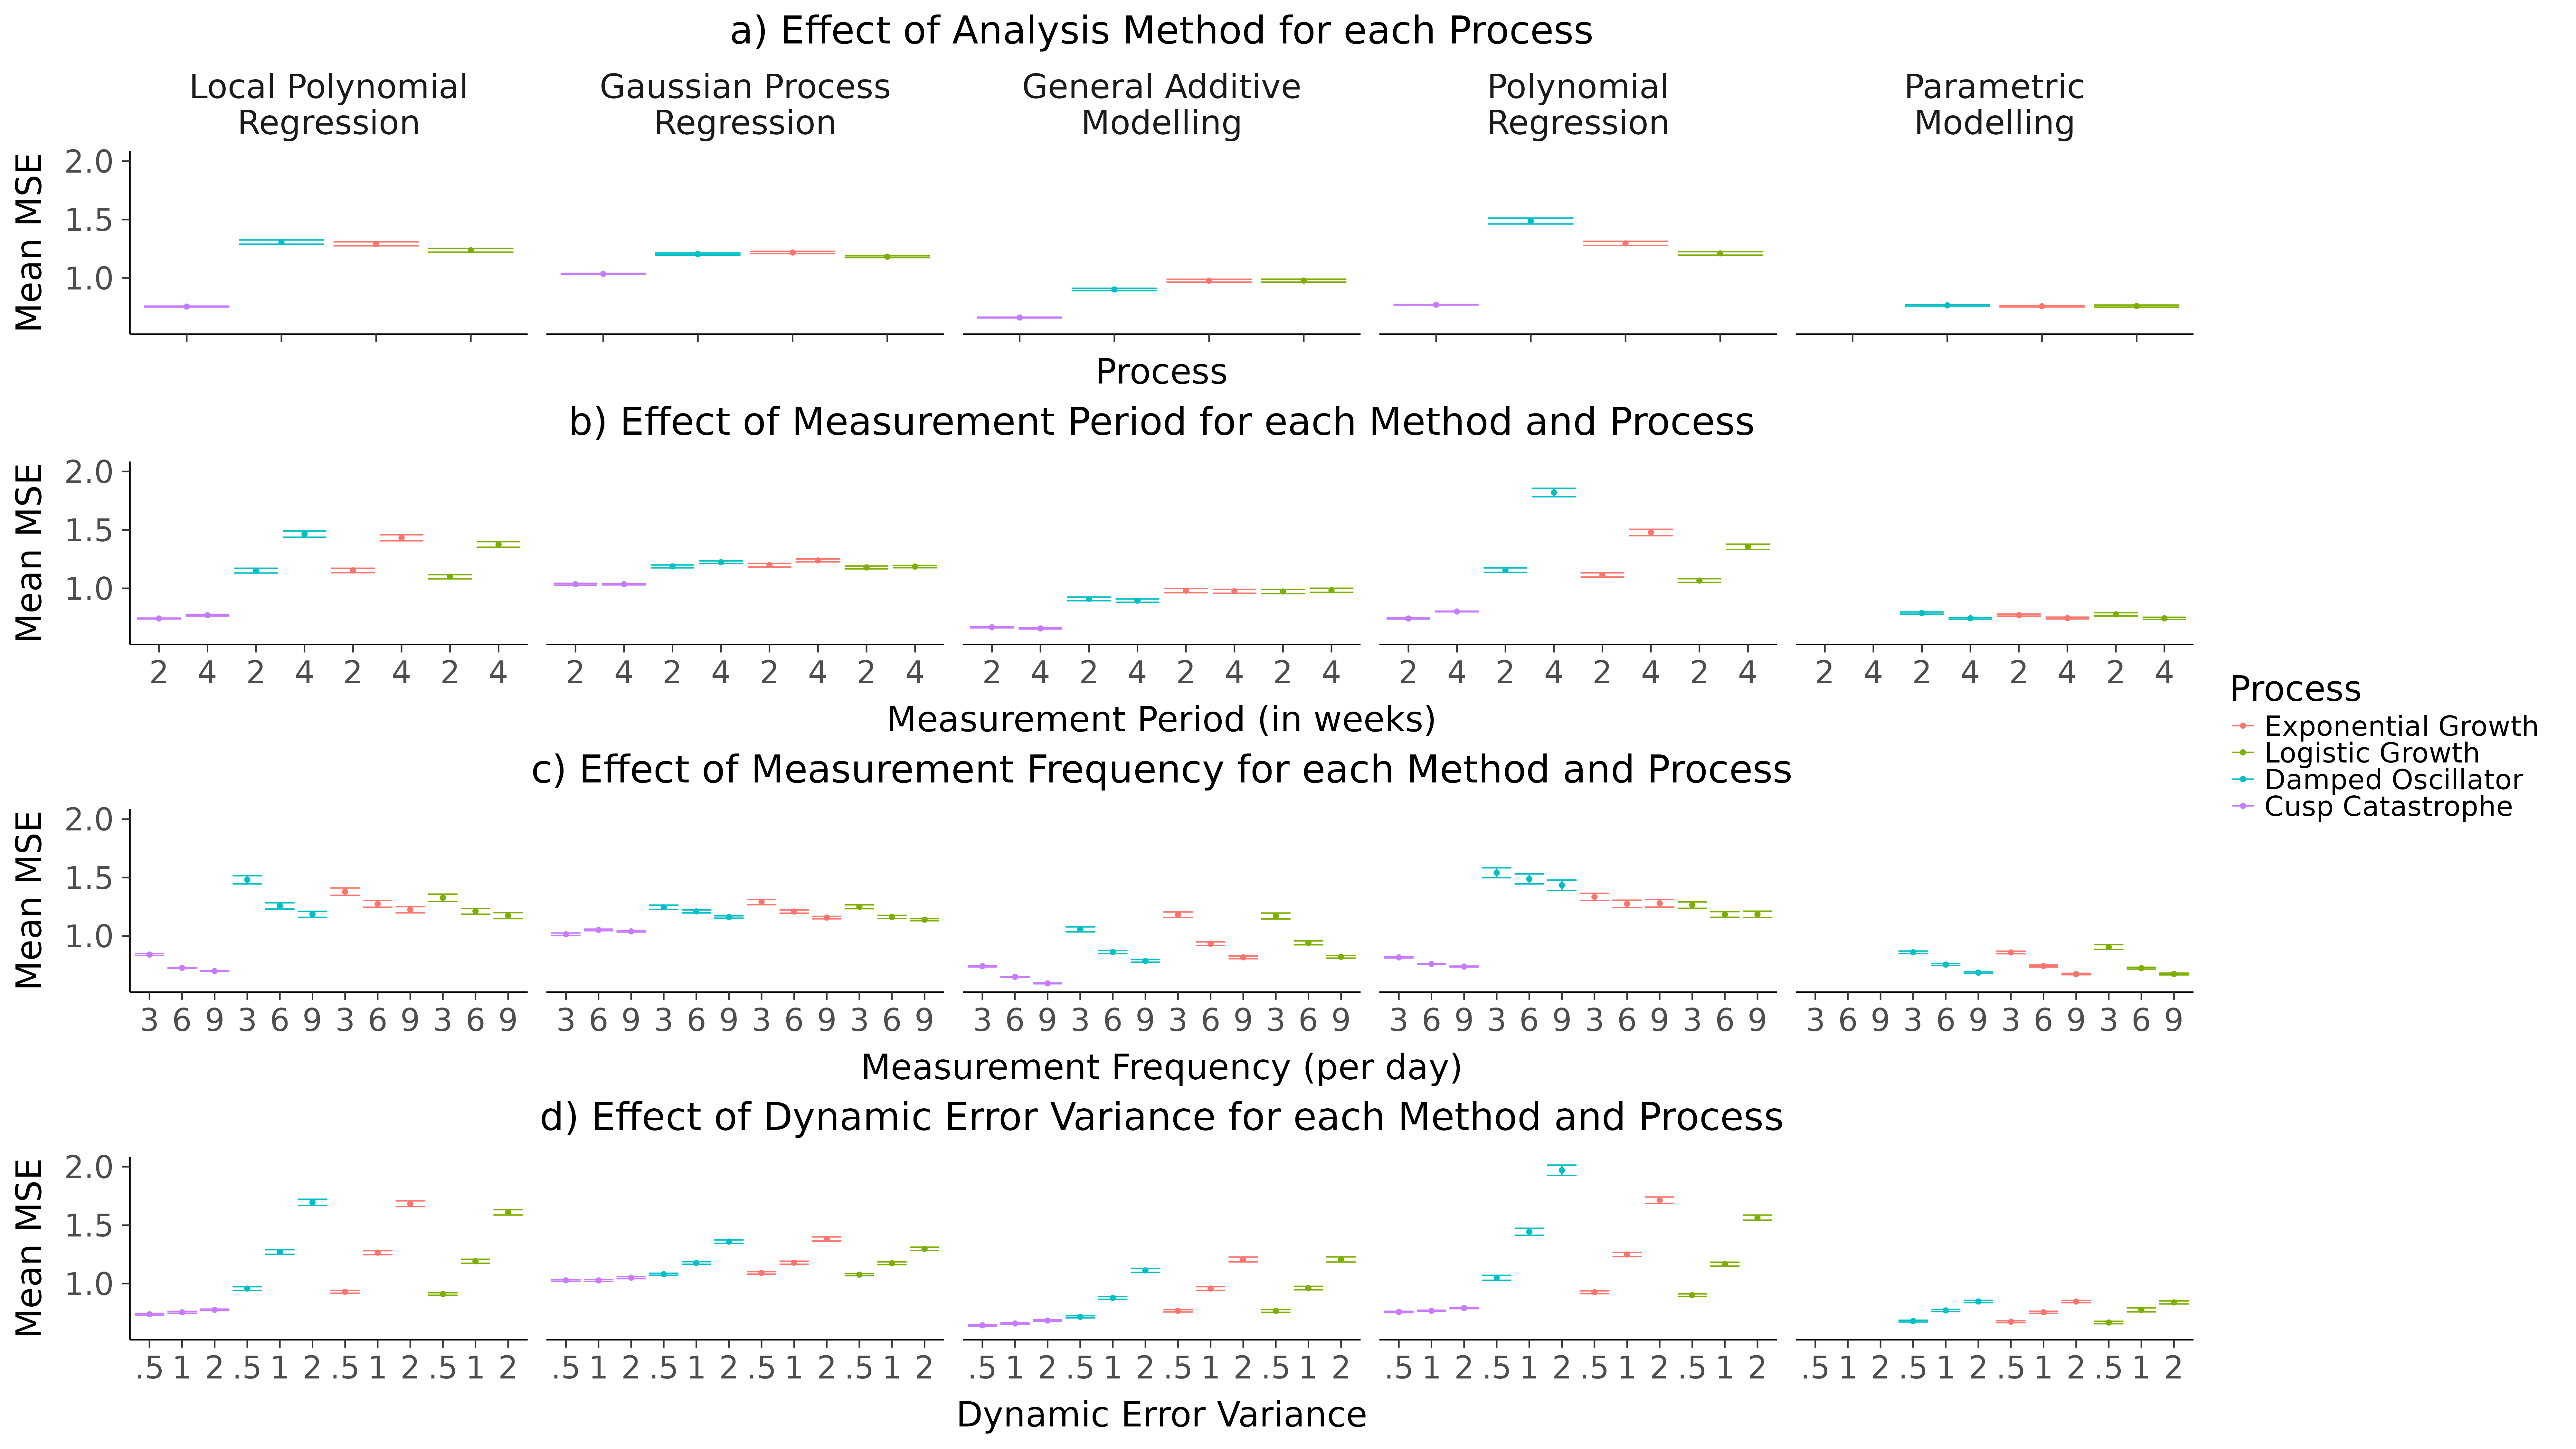 a) Effect of Analysis Method for each Process
Local Polynomial
Regression
Gaussian Process
Regression
General Additive
Modelling
Polynomial
Regression
Parametric
Modelling
Mean MSE
2.0
1.5
1.0
Process
b) Effect of Measurement Period for each Method and Process
Mean MSE
2.0
1.5
1.0
2 4 2 4 2 4 2 4
2 4 2 4 2 4 2 4
2 4 2 4 2 4 2 4
2 4 2 4 2 4 2 4
2 4 2 4 2 4 2 4
Measurement Period (in weeks)
c) Effect of Measurement Frequency for each Method and Process
Mean MSE
2.0
1.5
1.0
3 6 9 3 6 9 3 6 9 3 6 9
3 6 9 3 6 9 3 6 9 3 6 9
3 6 9 3 6 9 3 6 9 3 6 9
3 6 9 3 6 9 3 6 9 3 6 9
3 6 9 3 6 9 3 6 9 3 6 9
Measurement Frequency (per day)
d) Effect of Dynamic Error Variance for each Method and Process
Mean MSE
2.0
1.5
1.0
.5 1 2 .5 1 2 .5 1 2 .5 1 2
.5 1 2 .5 1 2 .5 1 2 .5 1 2
.5 1 2 .5 1 2 .5 1 2 .5 1 2
.5 1 2 .5 1 2 .5 1 2 .5 1 2
.5 1 2 .5 1 2 .5 1 2 .5 1 2
Dynamic Error Variance
Process
Exponential Growth
Logistic Growth
Damped Oscillator
Cusp Catastrophe